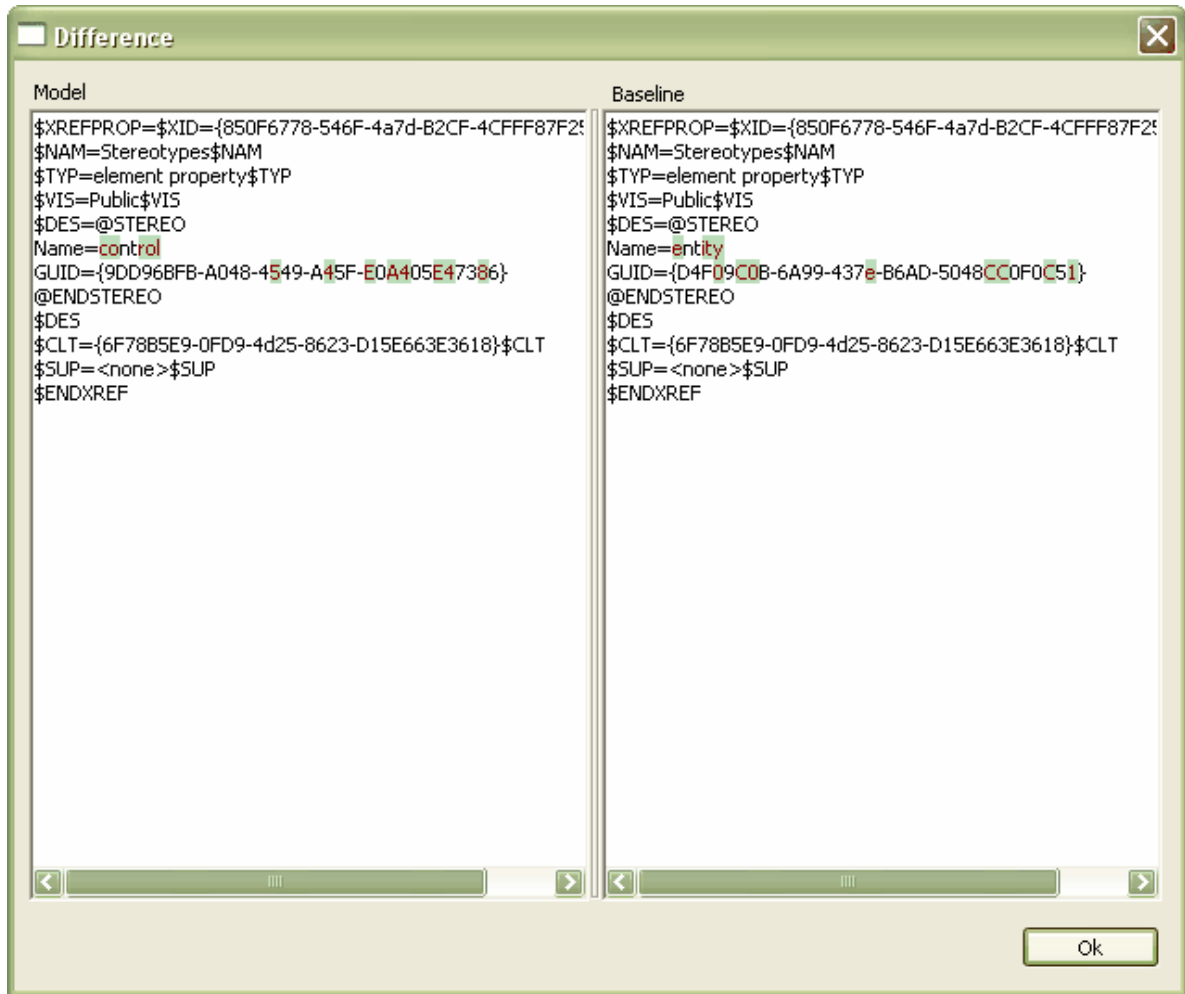 Difference
Model
$XREFPROP=$XID={850F6778-546F-4a7d-B2CF-4CFFF87F25
$NAM=Stereotypes$NAM
$TYP=element property$TYP
$VIS=Public$VIS
$DES=@STEREO
Name=control
GUID={9DD96BFB-A048-4549-A45F-E0A405E47386}
@ENDSTEREO
$DES
$CLT={6F78B5E9-0FD9-4d25-8623-D15E663E3618}$CLT
$SUP=<none>$SUP
$ENDXREF
Baseline
$XREFPROP=$XID={850F6778-546F-4a7d-B2CF-4CFFF87F25
$NAM=Stereotypes$NAM
$TYP=element property$TYP
$VIS=Public$VIS
$DES=@STEREO
Name=entity
GUID={D4F09C0B-6A99-437e-B6AD-5048CC0F0C51}
@ENDSTEREO
$DES
$CLT={6F78B5E9-0FD9-4d25-8623-D15E663E3618}$CLT
$SUP=<none>$SUP
$ENDXREF
Ok